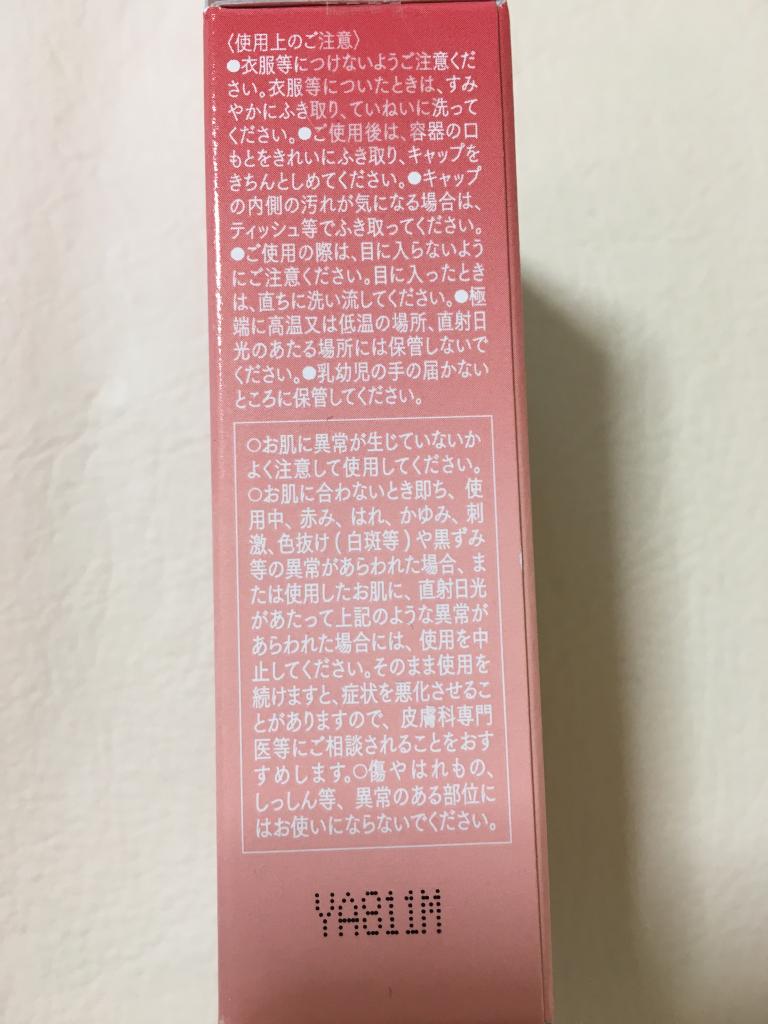 〈使用上のご注意〉
●衣服等につけないようご注意くだ
さい。衣服等についたときは、すみ
やかにふき取り、ていねいに洗って
ください。●ご使用後は、容器の口
もとをきれいにふき取り、キャップを
きちんとしめてください。●キャップ
の内側の汚れが気になる場合は、
ティッシュ等でふき取ってください。
●ご使用の際は、目に入らないよう
にご注意ください。目に入ったとき
は、直ちに洗い流してください。●極
端に高温又は低温の場所、直射日
光のあたる場所には保管しないで
ください。●乳幼児の手の届かない
ところに保管してください。
○お肌に異常が生じていないか
よく注意して使用してください。
○お肌に合わないとき即ち、使
用中、赤み、はれ、かゆみ、刺
激、色抜け(白斑等)や黒ずみ
等の異常があらわれた場合、ま
たは使用したお肌に、直射日光
があたって上記のような異常が
あらわれた場合には、使用を中
止してください。そのまま使用を
続けますと、症状を悪化させるこ
とがありますので、皮膚科専門
医等にご相談されることをおす
すめします。○傷やはれもの、
しっしん等、異常のある部位に
はお使いにならないでください。
YA811M